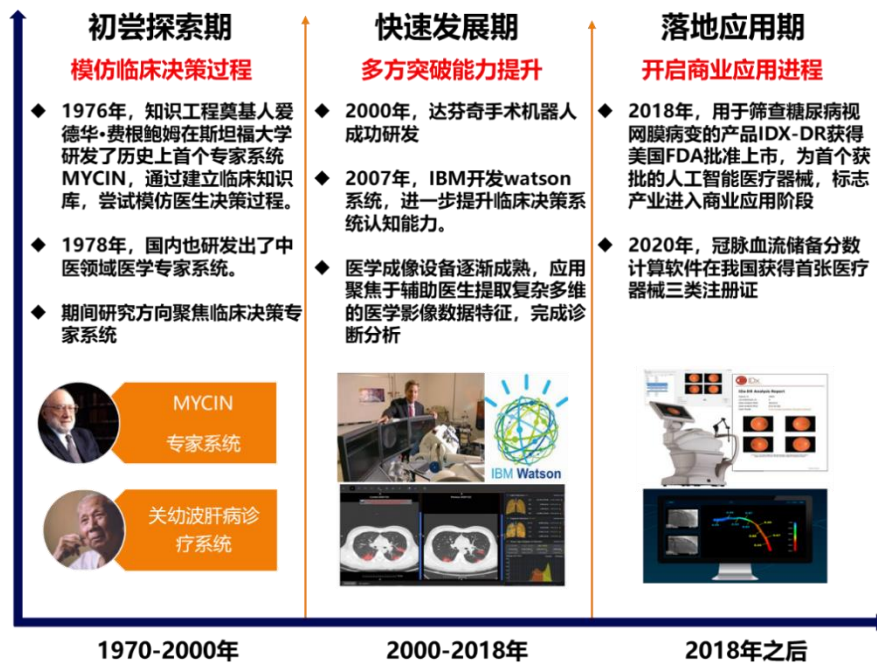 初尝探索期
模仿临床决策过程
◆ 1976年，知识工程奠基人爱
德华•费根鲍姆在斯坦福大学
研发了历史上首个专家系统
MYCIN，通过建立临床知识
库，尝试模仿医生决策过程。
◆ 1978年，国内也研发出了中
医领域医学专家系统。
◆ 期间研究方向聚焦临床决策专
家系统
MYCIN
专家系统
关幼波肝病诊
疗系统
1970-2000年
快速发展期
多方突破能力提升
◆ 2000年，达芬奇手术机器人
成功研发
◆ 2007年，IBM开发watson
系统，进一步提升临床决策系
统认知能力。
◆ 医学成像设备逐渐成熟，应用
聚焦于辅助医生提取复杂多维
的医学影像数据特征，完成诊
断分析
IBM Watson
2000-2018年
落地应用期
开启商业应用进程
◆ 2018年，用于筛查糖尿病视
网膜病变的产品IDX-DR获得
美国FDA批准上市，为首个获
批的人工智能医疗器械，标志
产业进入商业应用阶段
◆ 2020年，冠脉血流储备分数
计算软件在我国获得首张医疗
器械三类注册证
2018年之后